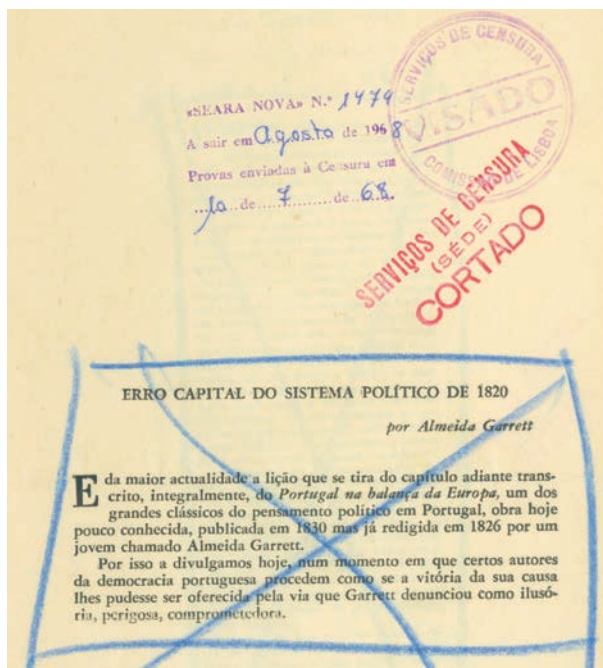 «SEARA NOVA» N.º 1474
A sair em Agosto de 1968
Provas enviadas à Censura em
de 7 de 68.
SERVIÇOS DE CENSURA
VISADO
COMISSÃO DE LISBOA
SERVIÇOS DE CENSURA
(SÉDE)
CORTADO
ERRO CAPITAL DO SISTEMA POLÍTICO DE 1820
por Almeida Garrett
E da maior actualidade a lição que se tira do capítulo adiante trans-
crito, integralmente, do Portugal na balança da Europa, um dos
grandes clássicos do pensamento político em Portugal, obra hoje
pouco conhecida, publicada em 1830 mas já redigida em 1826 por um
jovem chamado Almeida Garrett.
Por isso a divulgamos hoje, num momento em que certos autores
da democracia portuguesa procedem como se a vitória da sua causa
lhes pudesse ser oferecida pela via que Garrett denunciou como ilusó-
ria, perigosa, comprometedora.